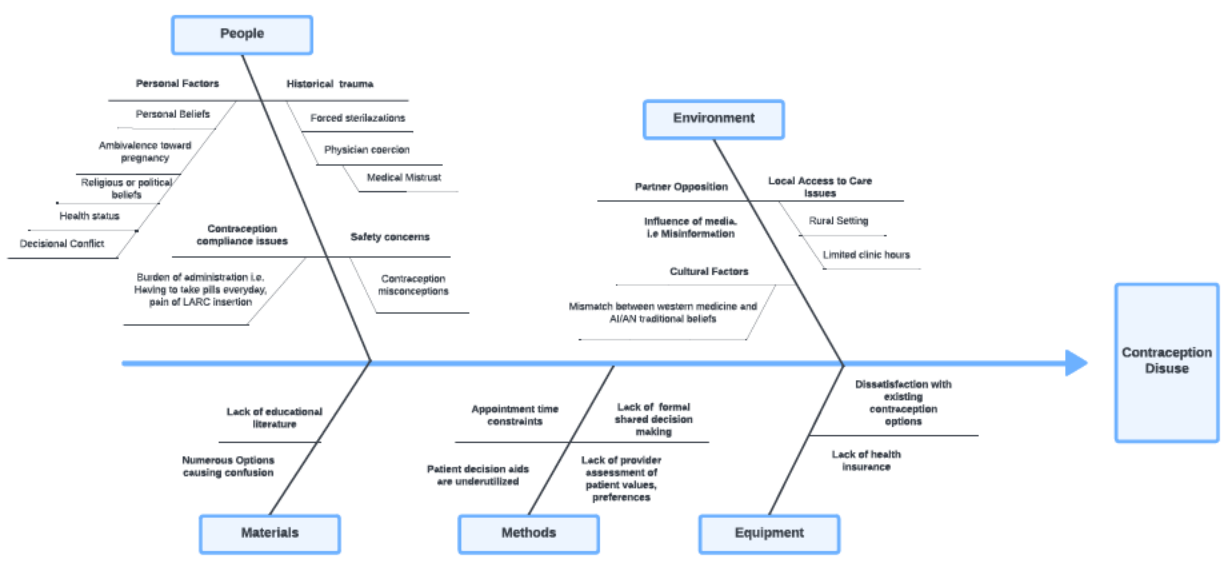 People
Personal Factors
Historical trauma
Personal Beliefs
Forced sterilazations
Ambivalence toward
pregnancy
Physician coercion
Religious or political
beliefs
Medical Mistrust
Health status
Decisional Conflict
Contraception
compliance issues
Safety concerns
Burden of administration i.e.
Having to take pills everyday,
pain of LARC insertion
Contraception
misconceptions
Environment
Partner Opposition
Local Access to Care
Issues
Influence of media.
i.e Misinformation
Rural Setting
Limited clinic hours
Cultural Factors
Mismatch between western medicine and
AI/AN traditional beliefs
Contraception
Disuse
Lack of educational
literature
Numerous Options
causing confusion
Materials
Appointment time
constraints
Lack of formal
shared decision
making
Patient decision aids
are underutilized
Lack of provider
assessment of
patient values,
preferences
Methods
Dissatisfaction with
existing
contraception
options
Lack of health
insurance
Equipment